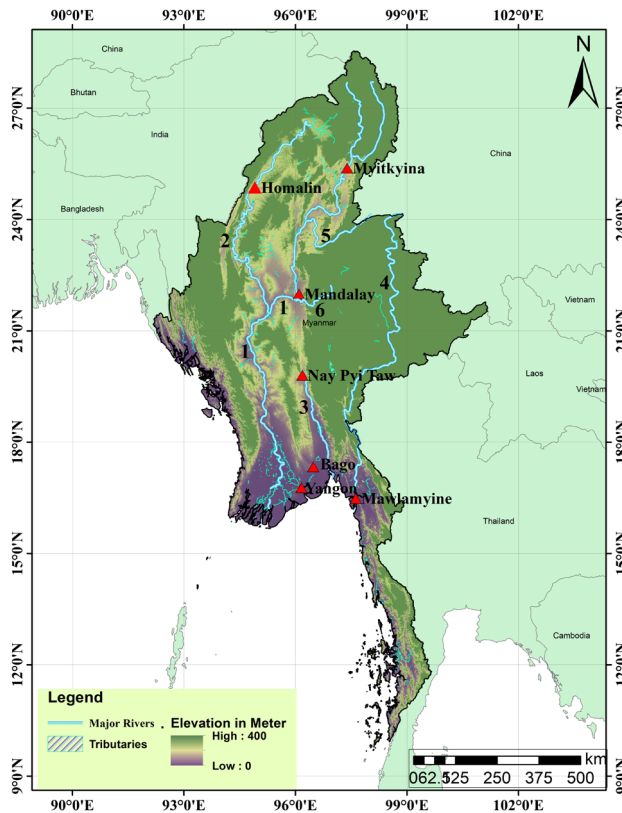 90°0'E 93°0'E 96°0'E 99°0'E 102°0'E
N
China
Bhutan
India
China
Bangladesh
27°0'N
24°0'N
21°0'N
18°0'N
15°0'N
12°0'N
9°0'N
27°0'N
24°0'N
21°0'N
18°0'N
15°0'N
12°0'N
9°0'N
Myitkyina
Homalin
2
5
4
Mandalay
1
6
Myanmar
Vietnam
1
Laos
Nay Pyi Taw
Vietnam
3
Bago
Yangon
Mawlamyine
Thailand
Cambodia
Legend
Major Rivers
Tributaries
Elevation in Meter
High : 400
Low : 0
km
062.5125 250 375 500
90°0'E 93°0'E 96°0'E 99°0'E 102°0'E